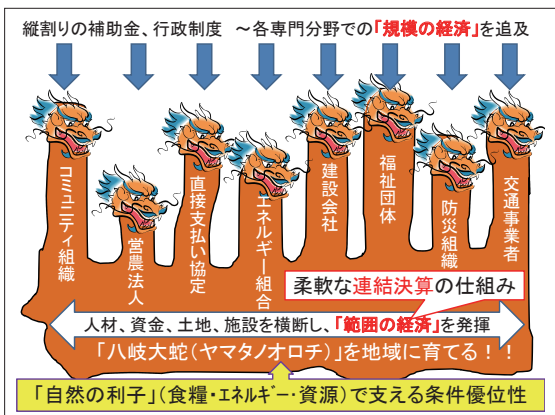 縦割りの補助金、行政制度　～各専門分野での「規模の経済」を追及
コミュニティ組織
営農法人
直接支払い協定
エネルギー組合
建設会社
福祉団体
防災組織
交通事業者
柔軟な連結決算の仕組み
人材、資金、土地、施設を横断し、「範囲の経済」を発揮
「八岐大蛇（ヤマタノオロチ）」を地域に育てる！！
「自然の利子」（食糧・エネルギー・資源）で支える条件優位性